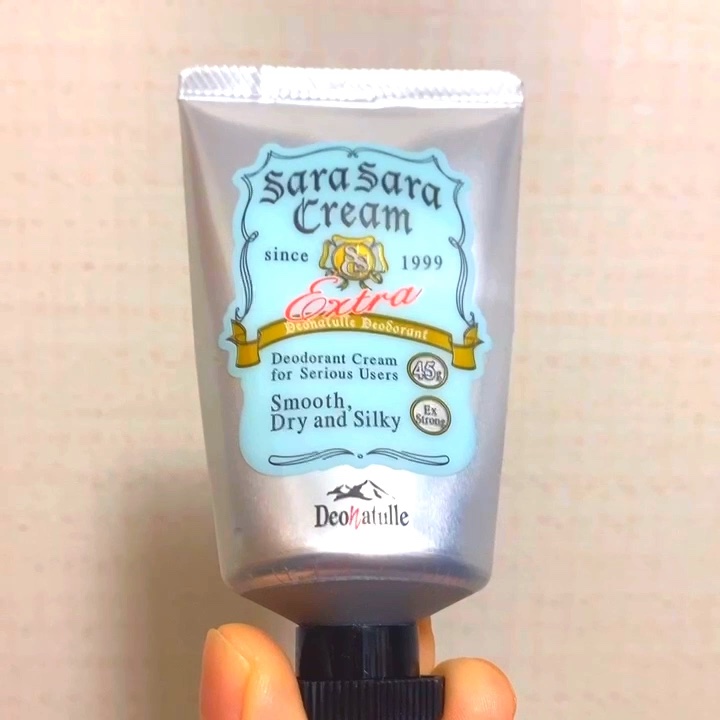 Sara Sara
Cream
since 1999
Extra
Deonatulle Deodorant
Deodorant Cream
for Serious Users
45g
Smooth,
Dry and Silky
Ex
Strong
Deonatulle